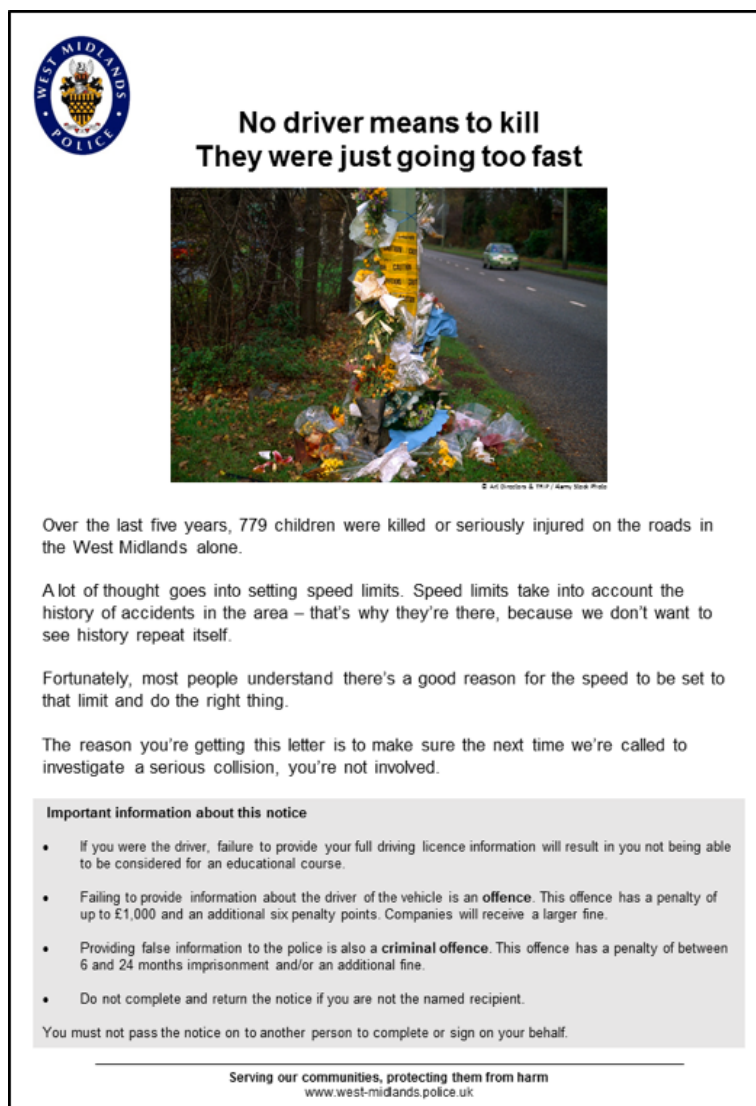 WEST MIDLANDS
POLICE
No driver means to kill
They were just going too fast
© Art Directors & TRIP / Alamy Stock Photo
Over the last five years, 779 children were killed or seriously injured on the roads in
the West Midlands alone.
A lot of thought goes into setting speed limits. Speed limits take into account the
history of accidents in the area – that's why they're there, because we don't want to
see history repeat itself.
Fortunately, most people understand there's a good reason for the speed to be set to
that limit and do the right thing.
The reason you're getting this letter is to make sure the next time we're called to
investigate a serious collision, you're not involved.
Important information about this notice
• If you were the driver, failure to provide your full driving licence information will result in you not being able
to be considered for an educational course.
• Failing to provide information about the driver of the vehicle is an offence. This offence has a penalty of
up to £1,000 and an additional six penalty points. Companies will receive a larger fine.
• Providing false information to the police is also a criminal offence. This offence has a penalty of between
6 and 24 months imprisonment and/or an additional fine.
• Do not complete and return the notice if you are not the named recipient.
You must not pass the notice on to another person to complete or sign on your behalf.
Serving our communities, protecting them from harm
www.west-midlands.police.uk